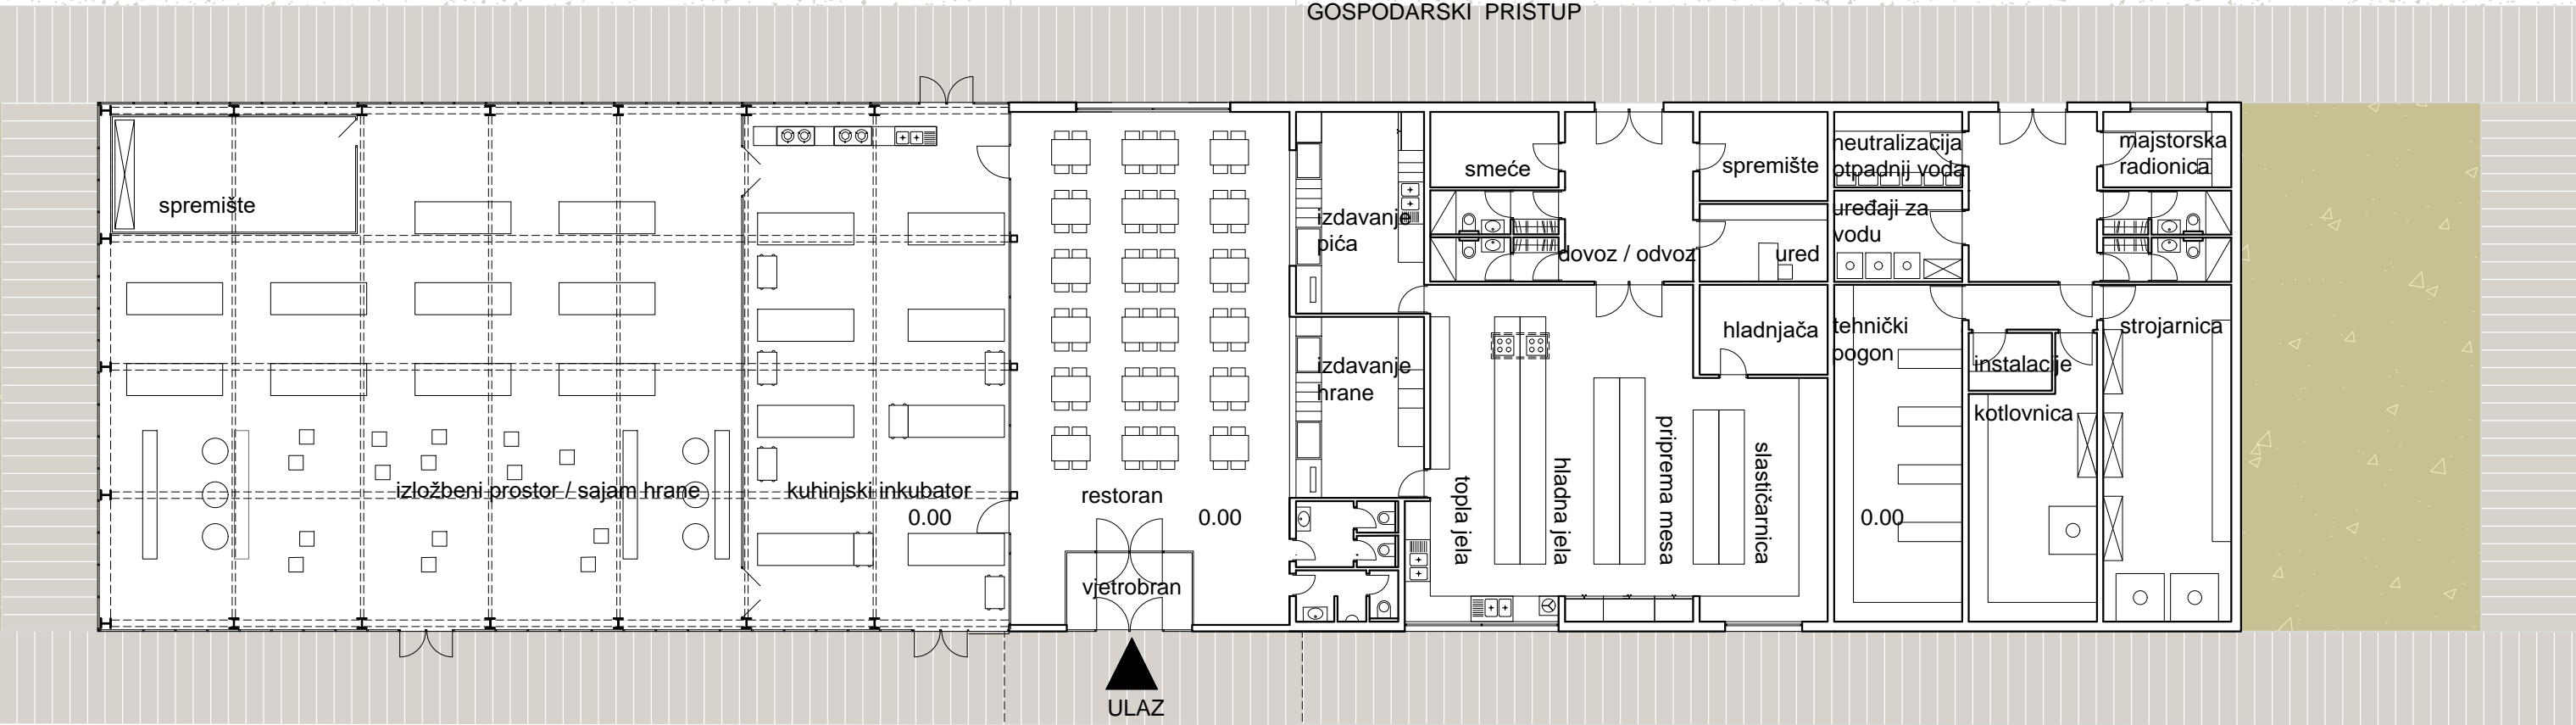 GOSPODARSKI PRISTUP
spremište
izložbeni prostor / sajam hrane
kuhinjski inkubator
0.00
restoran
0.00
vjetrobran
ULAZ
izdavanje
pića
izdavanje
hrane
smeće
dovoz / odvoz
spremište
ured
hladnjača
topla jela
hladna jela
priprema mesa
slastičarnica
neutralizacija
otpadnij voda
uređaji za
vodu
tehnički
pogon
0.00
instalacije
kotlovnica
majstorska
radionica
strojarnica